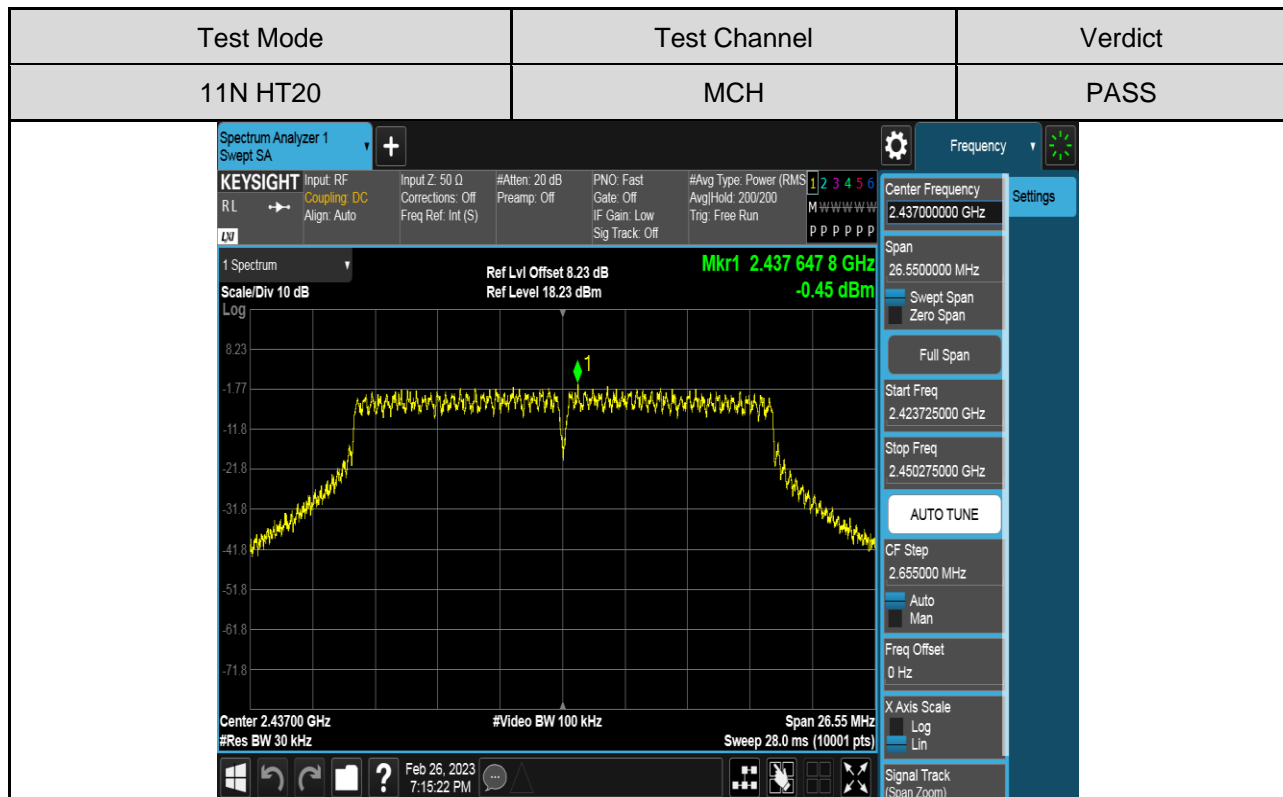 Test Mode Test Channel Verdict
11N HT20 MCH PASS
Spectrum Analyzer 1
Swept SA
+
Frequency
KEYSIGHT
R L
LXI
Input: RF
Coupling: DC
Align: Auto
Input Z: 50 Ω
Corrections: Off
Freq Ref: Int (S)
#Atten: 20 dB
Preamp: Off
PNO: Fast
Gate: Off
IF Gain: Low
Sig Track: Off
#Avg Type: Power (RMS
Avg|Hold: 200/200
Trig: Free Run
1 2 3 4 5 6
M W W W W W
P P P P P P
1 Spectrum
Scale/Div 10 dB
Log
Ref Lvl Offset 8.23 dB
Ref Level 18.23 dBm
Mkr1 2.437 647 8 GHz
-0.45 dBm
1
8.23
-1.77
-11.8
-21.8
-31.8
-41.8
-51.8
-61.8
-71.8
Center 2.43700 GHz #Video BW 100 kHz Span 26.55 MHz
#Res BW 30 kHz Sweep 28.0 ms (10001 pts)
?
Feb 26, 2023
7:15:22 PM
Center Frequency
2.437000000 GHz
Settings
Span
26.5500000 MHz
Swept Span
Zero Span
Full Span
Start Freq
2.423725000 GHz
Stop Freq
2.450275000 GHz
AUTO TUNE
CF Step
2.655000 MHz
Auto
Man
Freq Offset
0 Hz
X Axis Scale
Log
Lin
Signal Track
(Span Zoom)